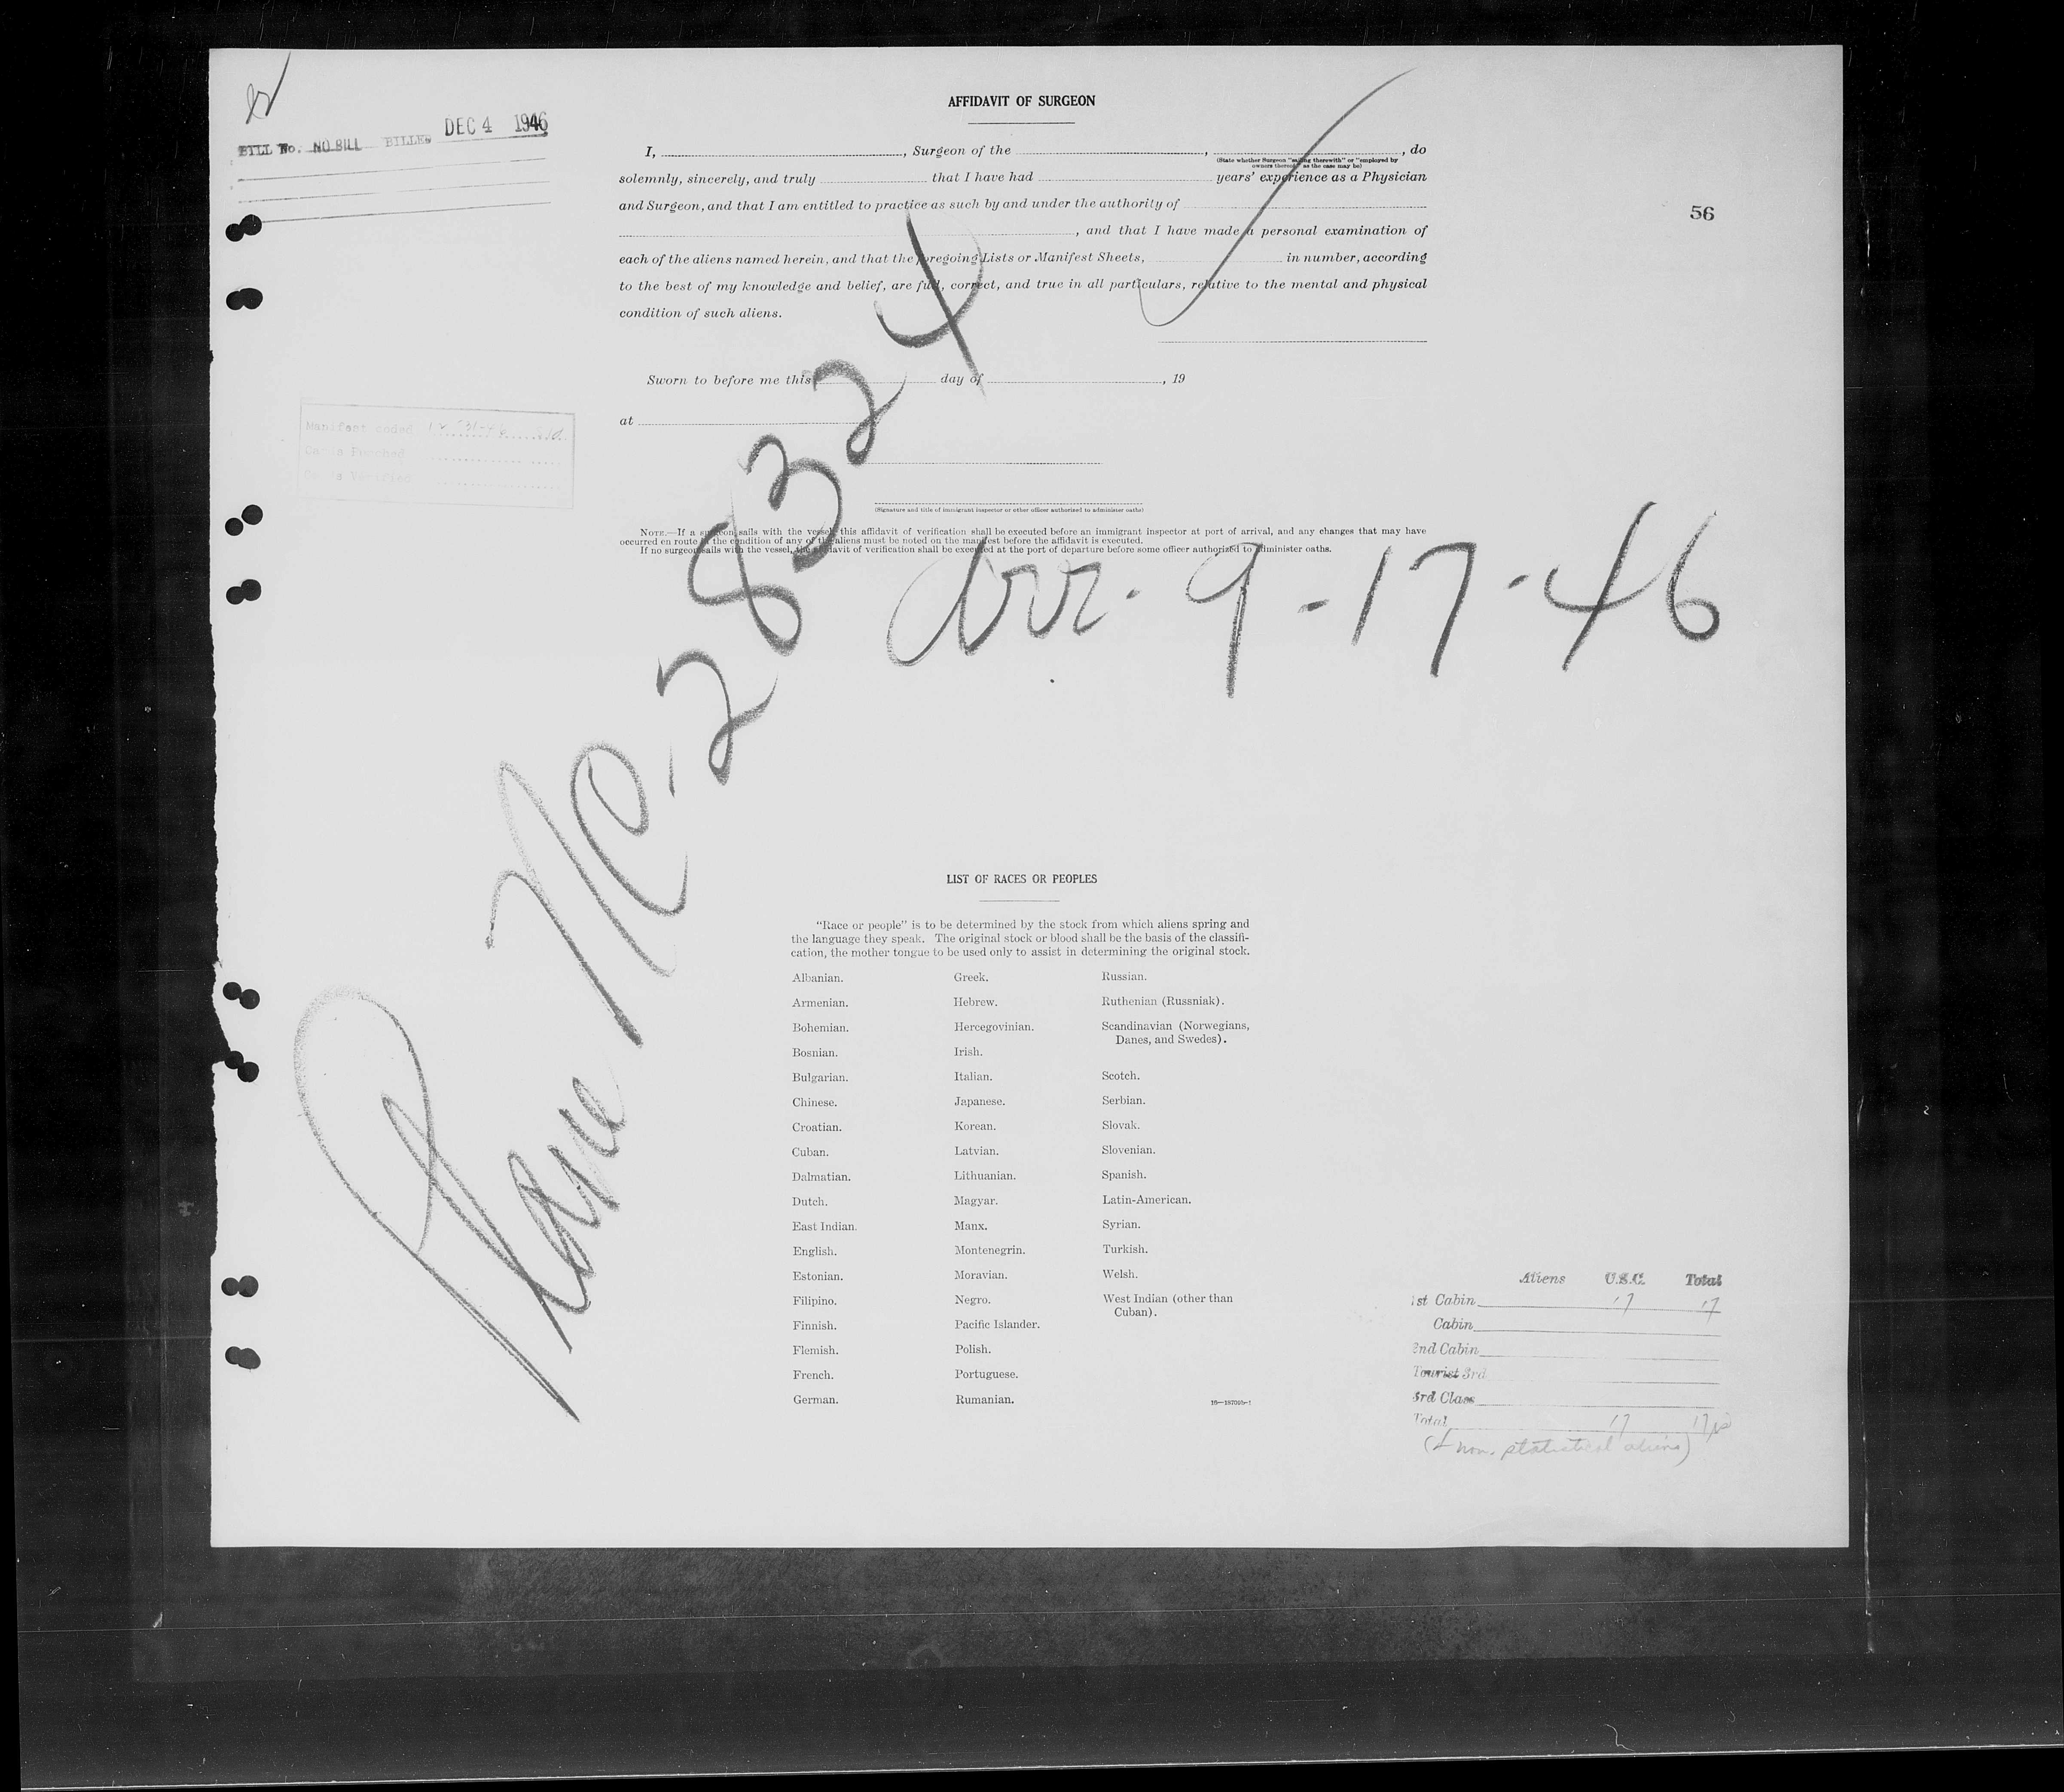 BILL No. NO BILL BILLED DEC 4 1946
AFFIDAVIT OF SURGEON
I, , Surgeon of the , , do
(State whether Surgeon "sailing therewith" or "employed by
owners thereof," as the case may be)
solemnly, sincerely, and truly that I have had years' experience as a Physician
and Surgeon, and that I am entitled to practice as such by and under the authority of
, and that I have made a personal examination of
56
each of the aliens named herein, and that the foregoing Lists or Manifest Sheets, in number, according
to the best of my knowledge and belief, are full, correct, and true in all particulars, relative to the mental and physical
condition of such aliens.
Sworn to before me this day of , 19
at
Manifest coded
Cards Punched
Cards Verified
(Signature and title of immigrant inspector or other officer authorized to administer oaths)
NOTE.—If a surgeon sails with the vessel, this affidavit of verification shall be executed before an immigrant inspector at port of arrival, and any changes that may have
occurred en route in the condition of any of the aliens must be noted on the manifest before the affidavit is executed.
If no surgeon sails with the vessel, the affidavit of verification shall be executed at the port of departure before some officer authorized to administer oaths.
Plane NC. 28324
arr. 9-17-46
LIST OF RACES OR PEOPLES
"Race or people" is to be determined by the stock from which aliens spring and
the language they speak. The original stock or blood shall be the basis of the classifi-
cation, the mother tongue to be used only to assist in determining the original stock.
Albanian.
Armenian.
Bohemian.
Bosnian.
Bulgarian.
Chinese.
Croatian.
Cuban.
Dalmatian.
Dutch.
East Indian.
English.
Estonian.
Filipino.
Finnish.
Flemish.
French.
German.
Greek.
Hebrew.
Hercegovinian.
Irish.
Italian.
Japanese.
Korean.
Latvian.
Lithuanian.
Magyar.
Manx.
Montenegrin.
Moravian.
Negro.
Pacific Islander.
Polish.
Portuguese.
Rumanian.
Russian.
Ruthenian (Russniak).
Scandinavian (Norwegians,
Danes, and Swedes).
Scotch.
Serbian.
Slovak.
Slovenian.
Spanish.
Latin-American.
Syrian.
Turkish.
Welsh.
West Indian (other than
Cuban).
Aliens U.S.C. Total
1st Cabin 17 17
Cabin
2nd Cabin
Tourist 3rd
3rd Class
Total 17 17
non. statistical aliens)